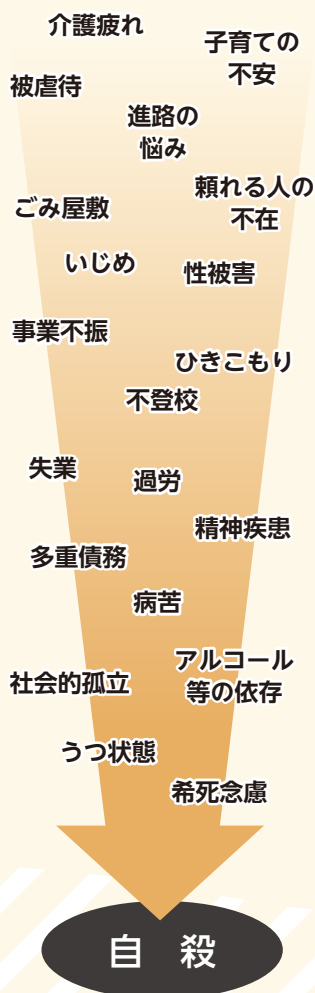 介護疲れ
子育ての
不安
被虐待
進路の
悩み
頼れる人の
不在
ごみ屋敷
いじめ
性被害
事業不振
ひきこもり
不登校
失業
過労
精神疾患
多重債務
病苦
アルコール
等の依存
社会的孤立
うつ状態
希死念慮
自 殺